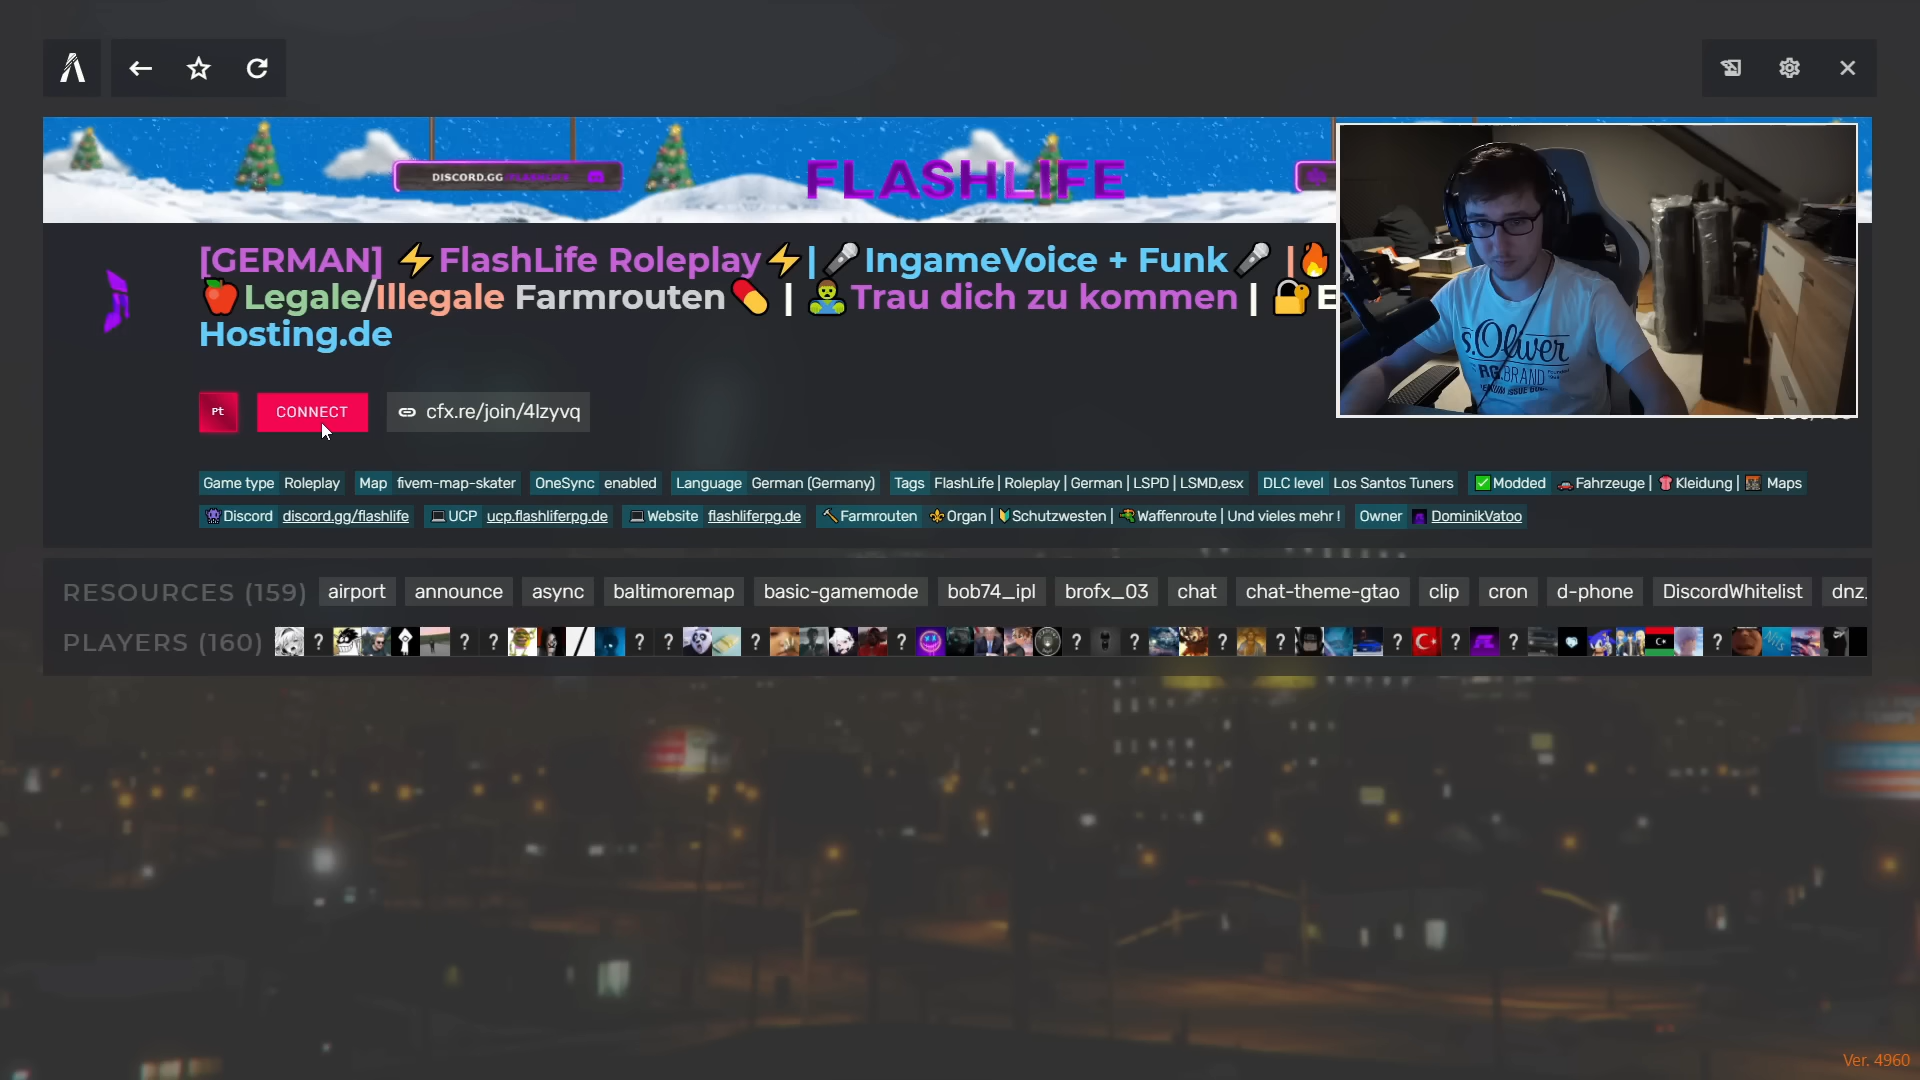 DISCORD.GG/FLASHLIFE
FLASHLIFE
[GERMAN] ⚡FlashLife Roleplay⚡|🎤IngameVoice + Funk🎤 |🔥
🍎Legale/Illegale Farmrouten💊 | 🧟‍♂️Trau dich zu kommen | 🔐E
Hosting.de
Pt
CONNECT
cfx.re/join/4lzyvq
s.Oliver
RG.BRAND
Game type Roleplay
Map fivem-map-skater
OneSync enabled
Language German (Germany)
Tags FlashLife | Roleplay | German | LSPD | LSMD,esx
DLC level Los Santos Tuners
✅Modded 🚗Fahrzeuge | 👚Kleidung | 🌉 Maps
Discord discord.gg/flashlife
💻UCP ucp.flashliferpg.de
💻Website flashliferpg.de
🔨Farmrouten ⚜Organ | 🔰Schutzwesten | 🔫Waffenroute | Und vieles mehr !
Owner DominikVatoo
RESOURCES (159) airport announce async baltimoremap basic-gamemode bob74_ipl brofx_03 chat chat-theme-gtao clip cron d-phone DiscordWhitelist dnz
PLAYERS (160) ? ? ? ? ? ? ? ? ? ? ? ? ? ? ?
Ver. 4960